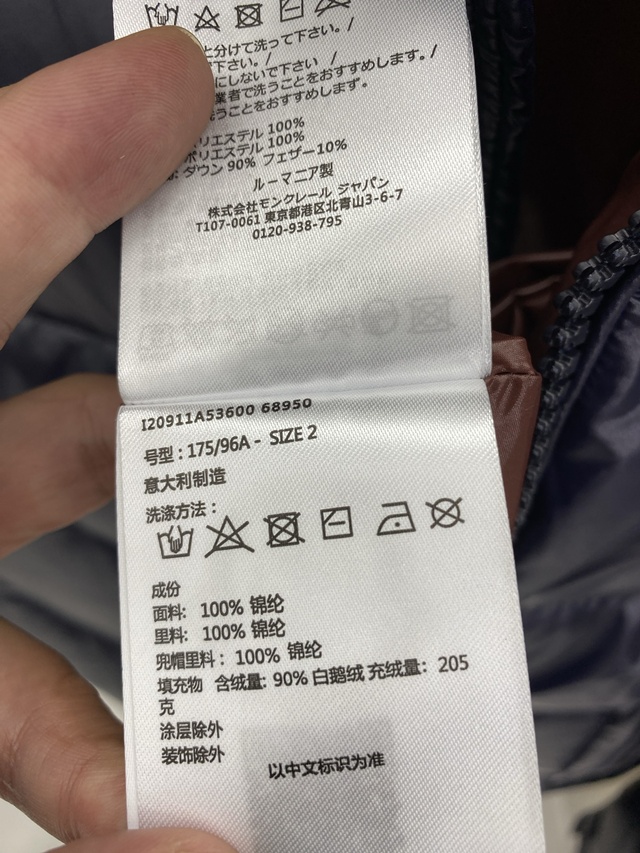 と分けて洗って下さい。/
下さい。/
にしないで下さい /
業者で洗うことをおすすめします。/
洗うことをおすすめします。
リエステル 100%
ポリエステル 100%
: ダウン 90% フェザー10%
ルーマニア製
株式会社モンクレール ジャパン
T107-0061 東京都港区北青山3-6-7
0120-938-795
I20911A53600 68950
号型：175/96A - SIZE 2
意大利制造
洗涤方法：
成份
面料: 100% 锦纶
里料: 100% 锦纶
兜帽里料：100% 锦纶
填充物 含绒量: 90% 白鹅绒 充绒量: 205
克
涂层除外
装饰除外
以中文标识为准